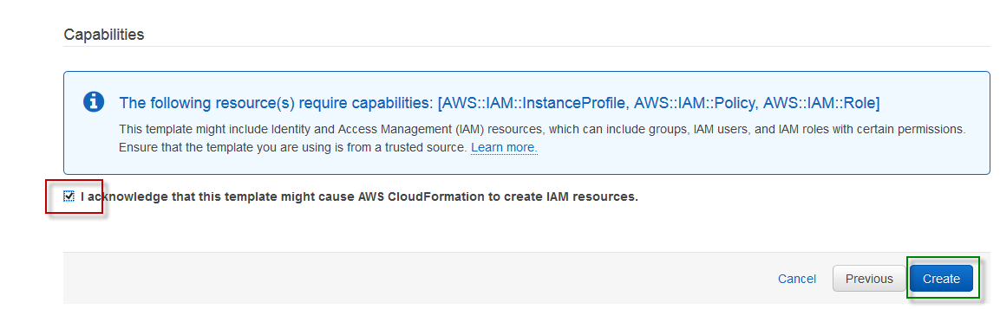 Capabilities
The following resource(s) require capabilities: [AWS::IAM::InstanceProfile, AWS::IAM::Policy, AWS::IAM::Role]
This template might include Identity and Access Management (IAM) resources, which can include groups, IAM users, and IAM roles with certain permissions.
Ensure that the template you are using is from a trusted source. Learn more.
I acknowledge that this template might cause AWS CloudFormation to create IAM resources.
Cancel Previous Create